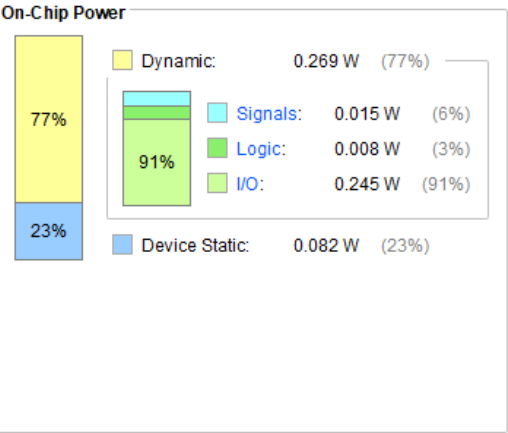 On-Chip Power
Dynamic: 0.269 W (77%)
77%
Signals: 0.015 W (6%)
Logic: 0.008 W (3%)
91%
I/O: 0.245 W (91%)
23%
Device Static: 0.082 W (23%)